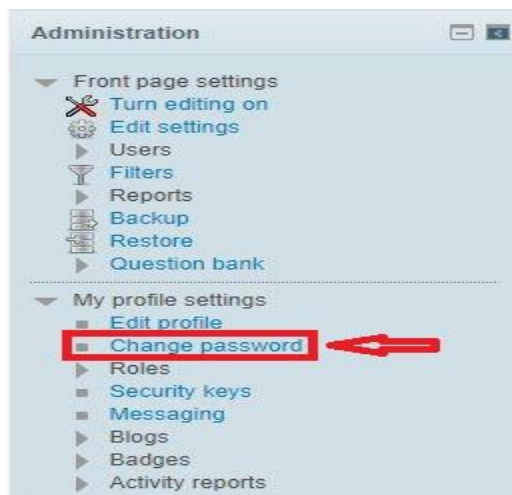 Administration
Front page settings
Turn editing on
Edit settings
Users
Filters
Reports
Backup
Restore
Question bank
My profile settings
Edit profile
Change password
Roles
Security keys
Messaging
Blogs
Badges
Activity reports